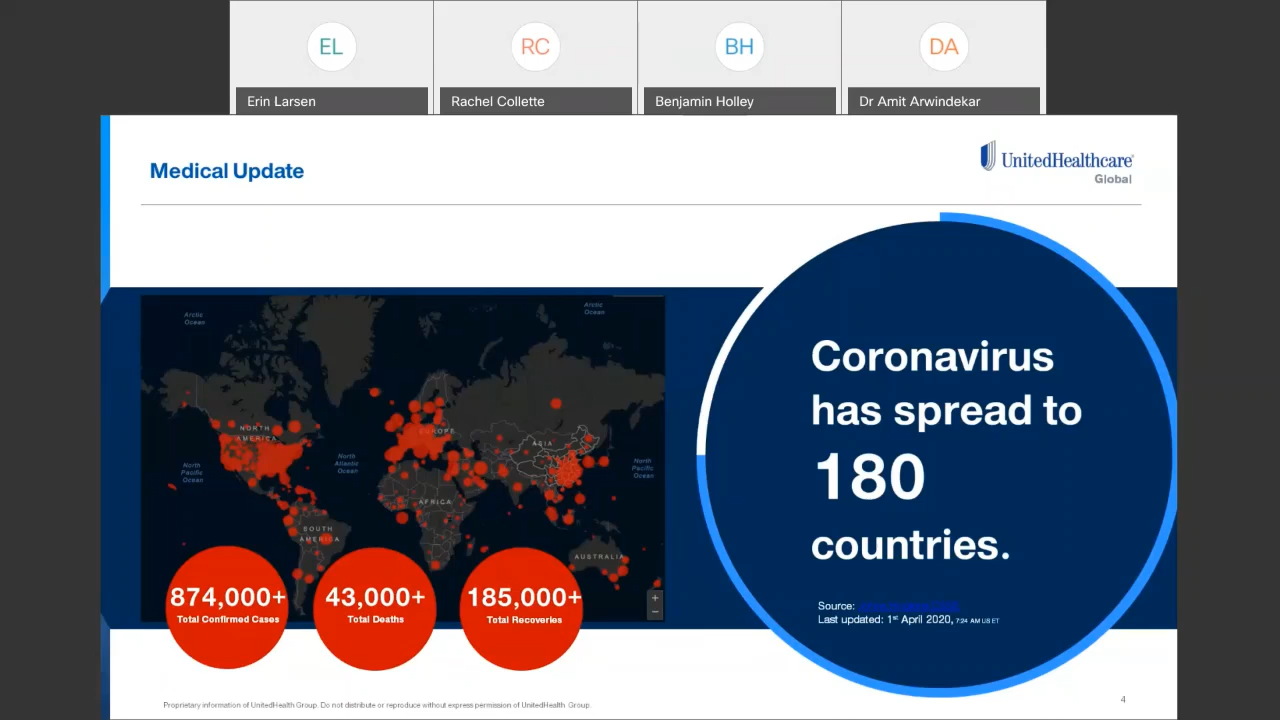 EL
RC
BH
DA
Erin Larsen
Rachel Collette
Benjamin Holley
Dr Amit Arwindekar
Medical Update
UnitedHealthcare®
Global
Arctic
Ocean
Arctic
Ocean
NORTH
AMERICA
EUROPE
ASIA
North
Pacific
Ocean
North
Atlantic
Ocean
North
Pacific
Ocean
AFRICA
SOUTH
AMERICA
AUSTRALIA
874,000+
Total Confirmed Cases
43,000+
Total Deaths
185,000+
Total Recoveries
+
−
Coronavirus
has spread to
180
countries.
Source:
Last updated: 1st April 2020, 7:24 AM US ET
Proprietary information of UnitedHealth Group. Do not distribute or reproduce without express permission of UnitedHealth Group.
4